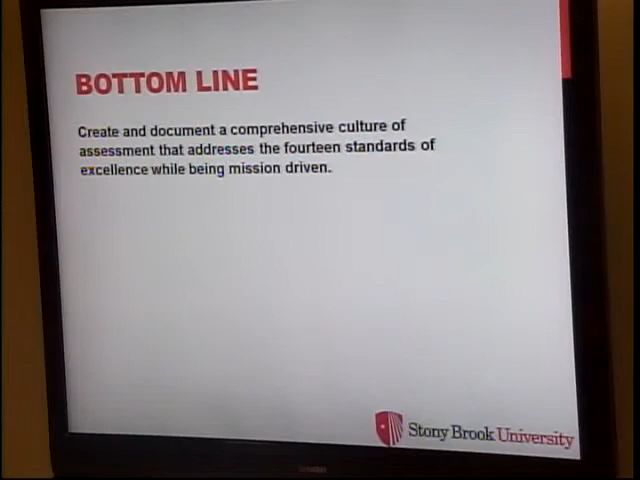 BOTTOM LINE
Create and document a comprehensive culture of
assessment that addresses the fourteen standards of
excellence while being mission driven.
Stony Brook University